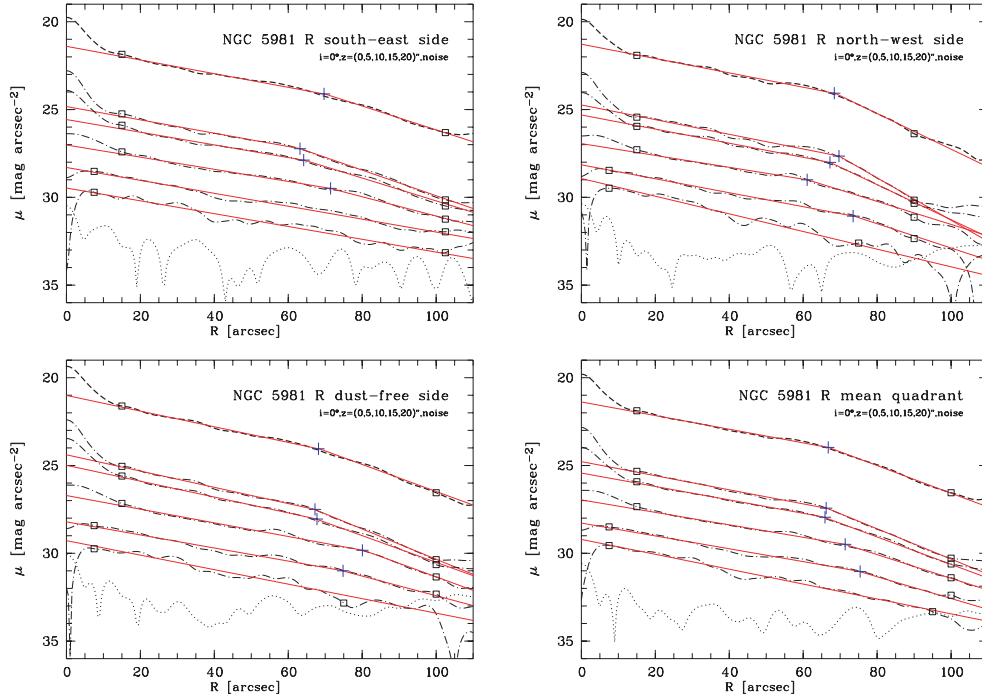 NGC 5981 R south-east side
i=0°,z=(0,5,10,15,20)",noise
20
25
30
35
μ [mag arcsec⁻²]
0 20 40 60 80 100
R [arcsec]
NGC 5981 R north-west side
i=0°,z=(0,5,10,15,20)",noise
20
25
30
35
μ [mag arcsec⁻²]
0 20 40 60 80 100
R [arcsec]
NGC 5981 R dust-free side
i=0°,z=(0,5,10,15,20)",noise
20
25
30
35
μ [mag arcsec⁻²]
0 20 40 60 80 100
R [arcsec]
NGC 5981 R mean quadrant
i=0°,z=(0,5,10,15,20)",noise
20
25
30
35
μ [mag arcsec⁻²]
0 20 40 60 80 100
R [arcsec]